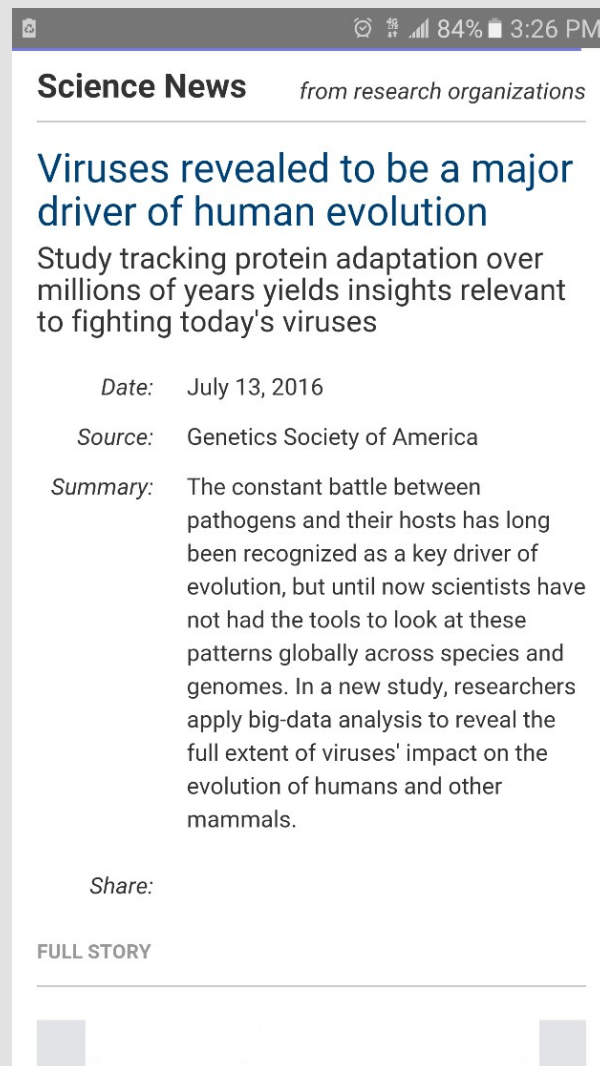 84% 3:26 PM
Science News from research organizations
Viruses revealed to be a major
driver of human evolution
Study tracking protein adaptation over
millions of years yields insights relevant
to fighting today's viruses
Date: July 13, 2016
Source: Genetics Society of America
Summary: The constant battle between
pathogens and their hosts has long
been recognized as a key driver of
evolution, but until now scientists have
not had the tools to look at these
patterns globally across species and
genomes. In a new study, researchers
apply big-data analysis to reveal the
full extent of viruses' impact on the
evolution of humans and other
mammals.
Share:
FULL STORY